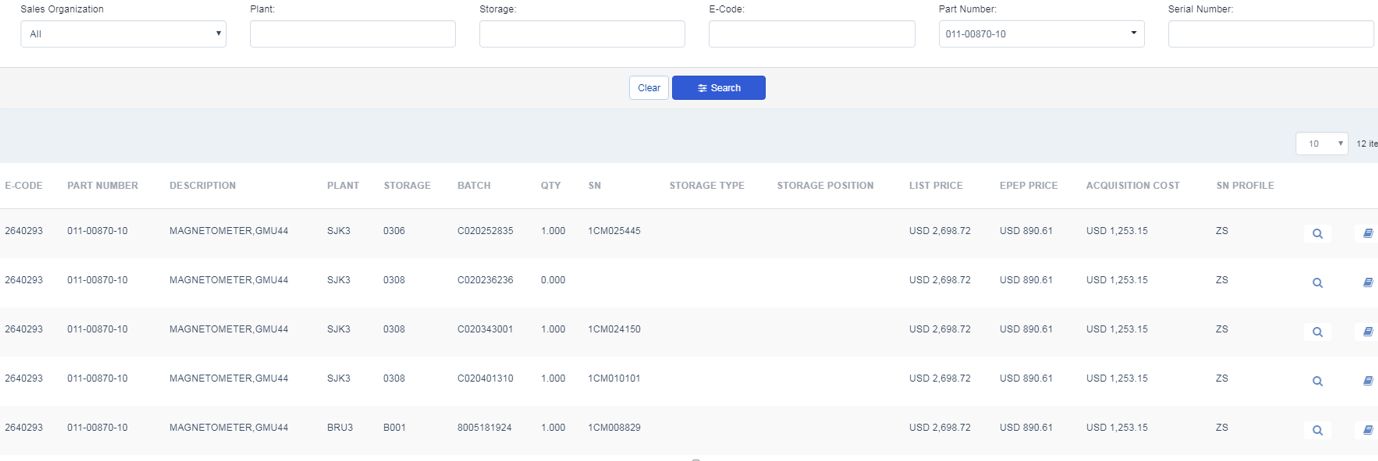 Sales Organization Plant: Storage: E-Code: Part Number: Serial Number:
All 011-00870-10
Clear Search
10 12 ite
E-CODE PART NUMBER DESCRIPTION PLANT STORAGE BATCH QTY SN STORAGE TYPE STORAGE POSITION LIST PRICE EPEP PRICE ACQUISITION COST SN PROFILE
2640293 011-00870-10 MAGNETOMETER,GMU44 SJK3 0306 C020252835 1.000 1CM025445 USD 2,698.72 USD 890.61 USD 1,253.15 ZS
2640293 011-00870-10 MAGNETOMETER,GMU44 SJK3 0308 C020236236 0.000 USD 2,698.72 USD 890.61 USD 1,253.15 ZS
2640293 011-00870-10 MAGNETOMETER,GMU44 SJK3 0308 C020343001 1.000 1CM024150 USD 2,698.72 USD 890.61 USD 1,253.15 ZS
2640293 011-00870-10 MAGNETOMETER,GMU44 SJK3 0308 C020401310 1.000 1CM010101 USD 2,698.72 USD 890.61 USD 1,253.15 ZS
2640293 011-00870-10 MAGNETOMETER,GMU44 BRU3 B001 8005181924 1.000 1CM008829 USD 2,698.72 USD 890.61 USD 1,253.15 ZS